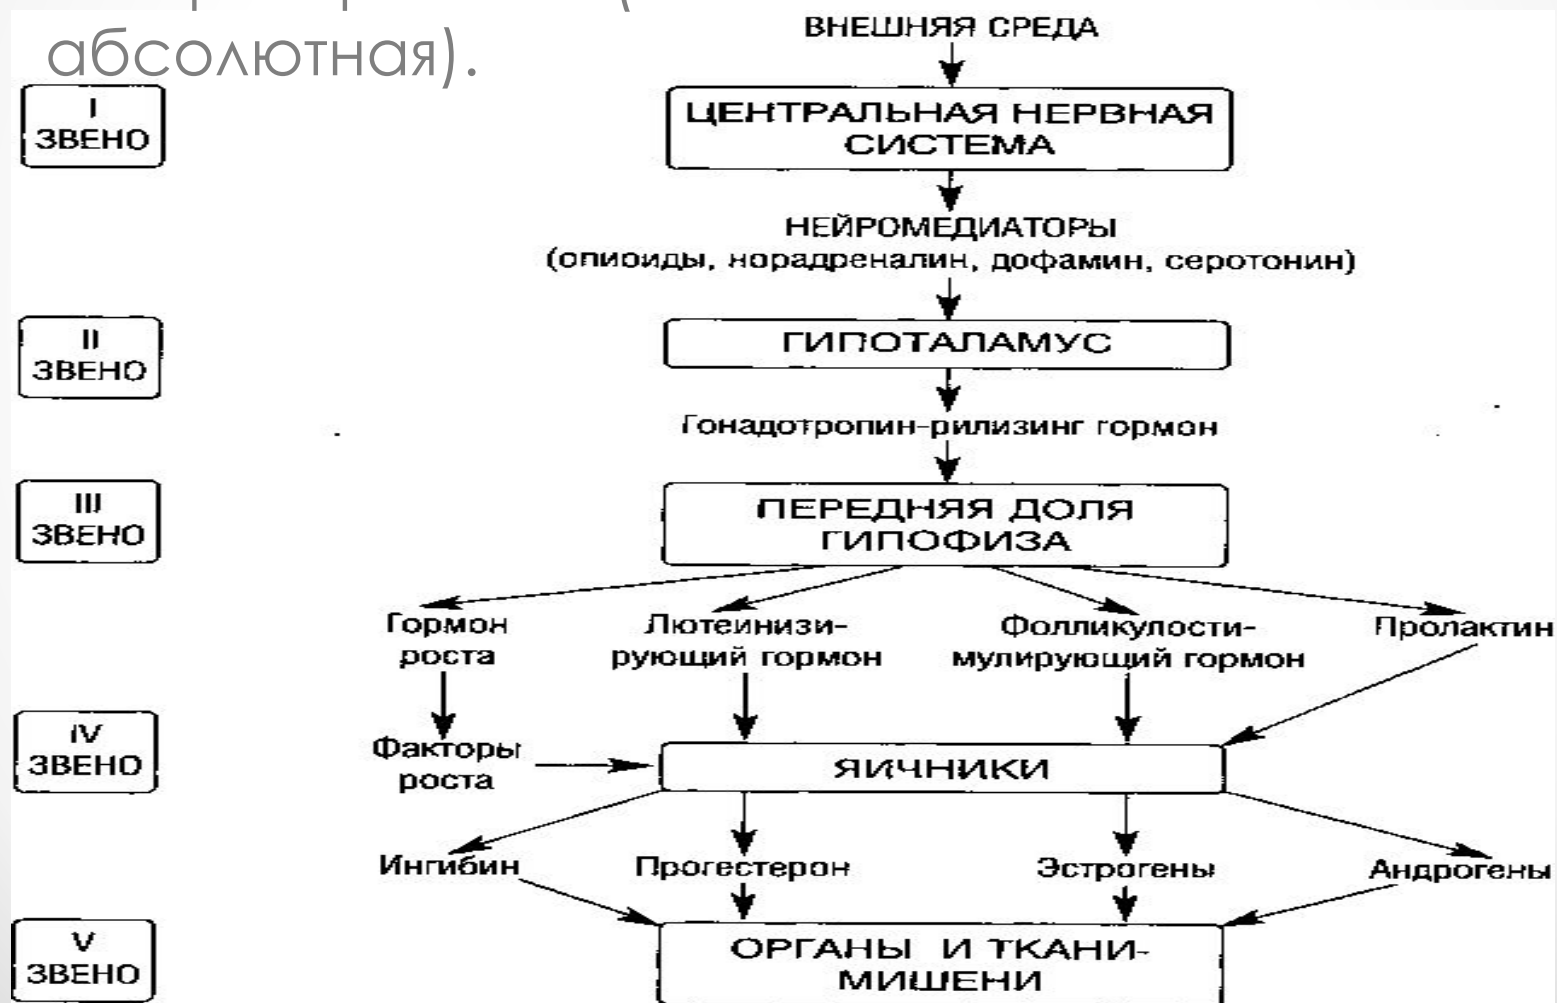 абсолютная).
ВНЕШНЯЯ СРЕДА
I
ЗВЕНО
ЦЕНТРАЛЬНАЯ НЕРВНАЯ
СИСТЕМА
НЕЙРОМЕДИАТОРЫ
(опиоиды, норадреналин, дофамин, серотонин)
II
ЗВЕНО
ГИПОТАЛАМУС
Гонадотропин-рилизинг гормон
III
ЗВЕНО
ПЕРЕДНЯЯ ДОЛЯ
ГИПОФИЗА
Гормон
роста
Лютеинизи-
рующий гормон
Фолликулости-
мулирующий гормон
Пролактин
IV
ЗВЕНО
Факторы
роста
ЯИЧНИКИ
Ингибин
Прогестерон
Эстрогены
Андрогены
V
ЗВЕНО
ОРГАНЫ И ТКАНИ-
МИШЕНИ